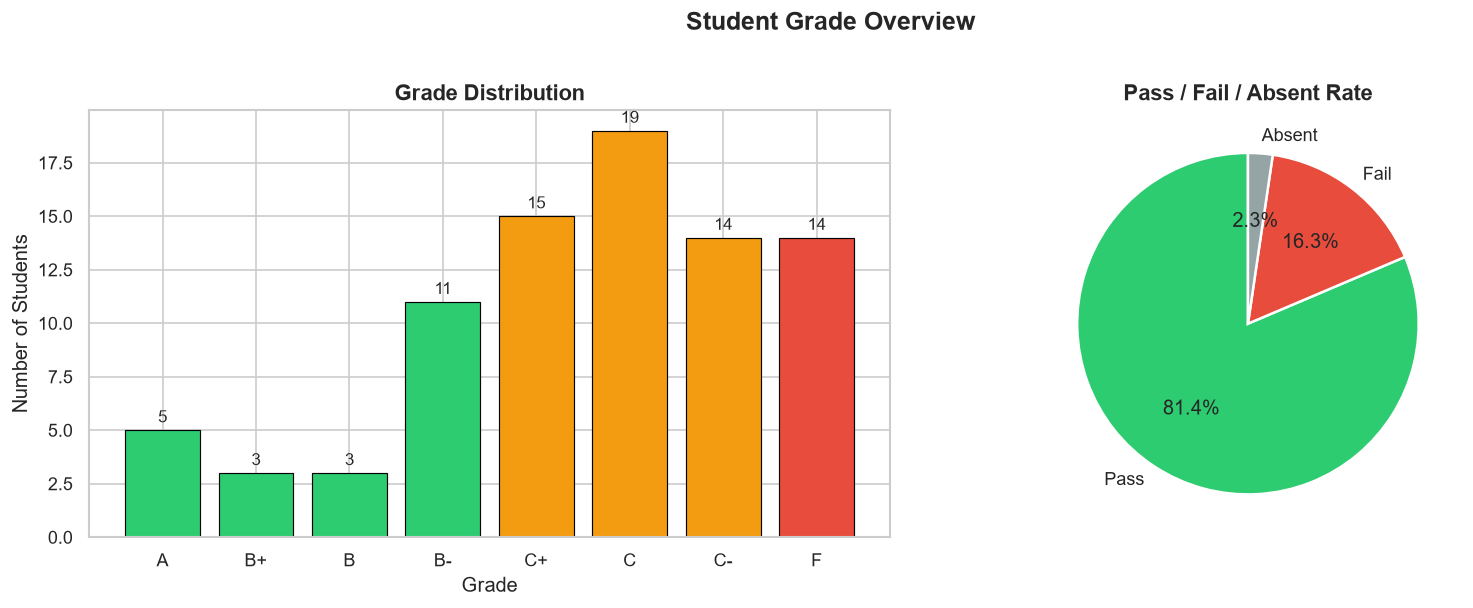 Student Grade Overview
Grade Distribution
Number of Students
17.5
15.0
12.5
10.0
7.5
5.0
2.5
0.0
5
3
3
11
15
19
14
14
A B+ B B- C+ C C- F
Grade
Pass / Fail / Absent Rate
Absent
Fail
2.3%
16.3%
81.4%
Pass